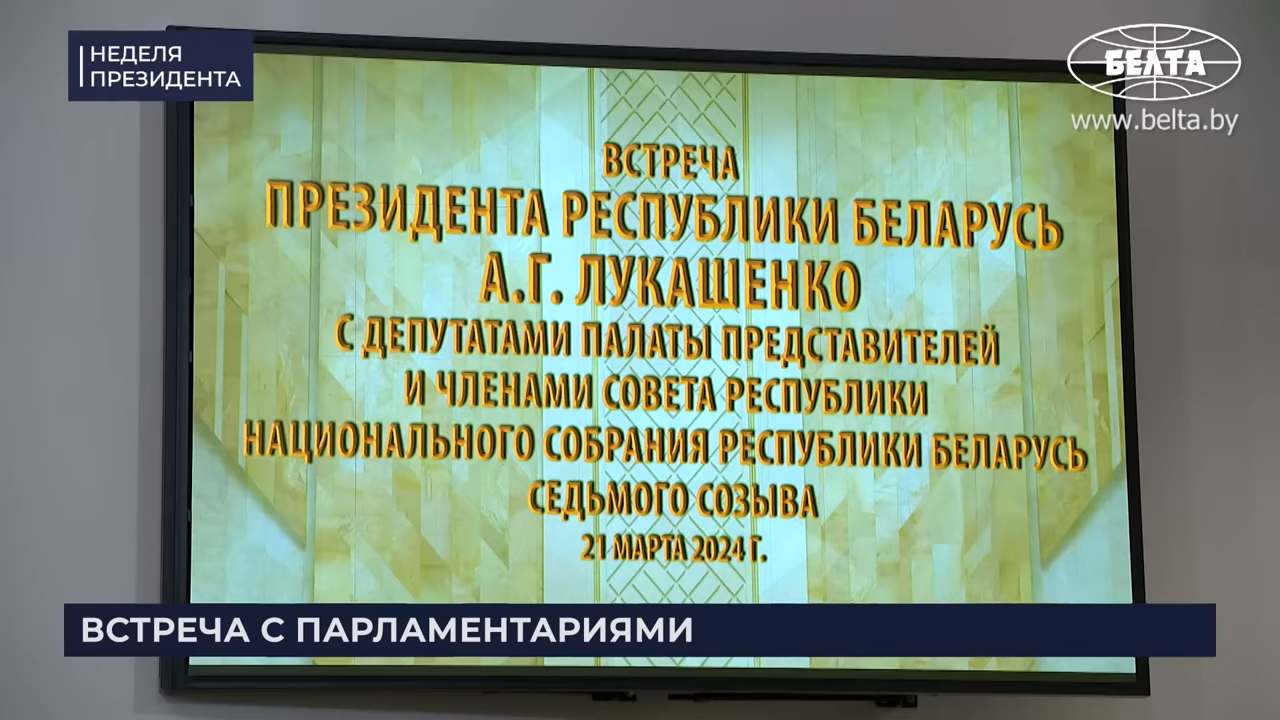 НЕДЕЛЯ
ПРЕЗИДЕНТА
БЕЛТА
www.belta.by
ВСТРЕЧА
ПРЕЗИДЕНТА РЕСПУБЛИКИ БЕЛАРУСЬ
А.Г. ЛУКАШЕНКО
С ДЕПУТАТАМИ ПАЛАТЫ ПРЕДСТАВИТЕЛЕЙ
И ЧЛЕНАМИ СОВЕТА РЕСПУБЛИКИ
НАЦИОНАЛЬНОГО СОБРАНИЯ РЕСПУБЛИКИ БЕЛАРУСЬ
СЕДЬМОГО СОЗЫВА
21 МАРТА 2024 Г.
ВСТРЕЧА С ПАРЛАМЕНТАРИЯМИ